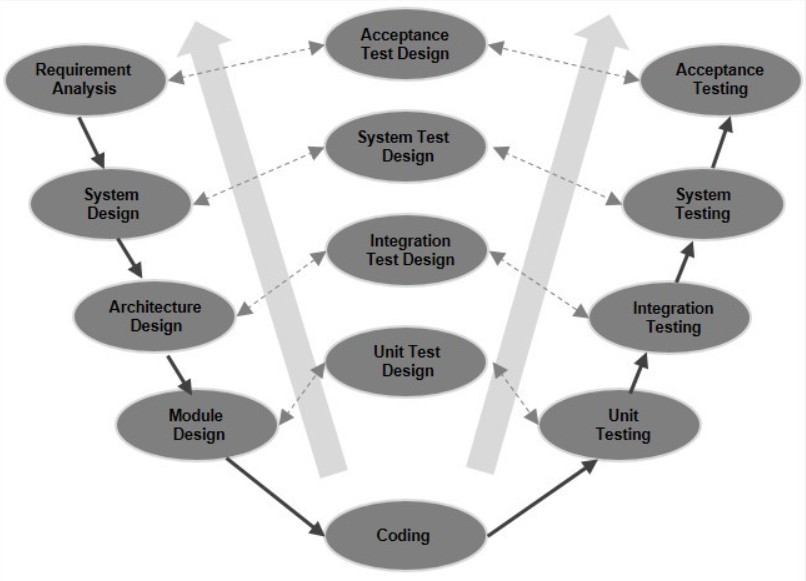 Acceptance
Test Design
Requirement
Analysis
Acceptance
Testing
System Test
Design
System
Design
System
Testing
Integration
Test Design
Architecture
Design
Integration
Testing
Unit Test
Design
Module
Design
Unit
Testing
Coding